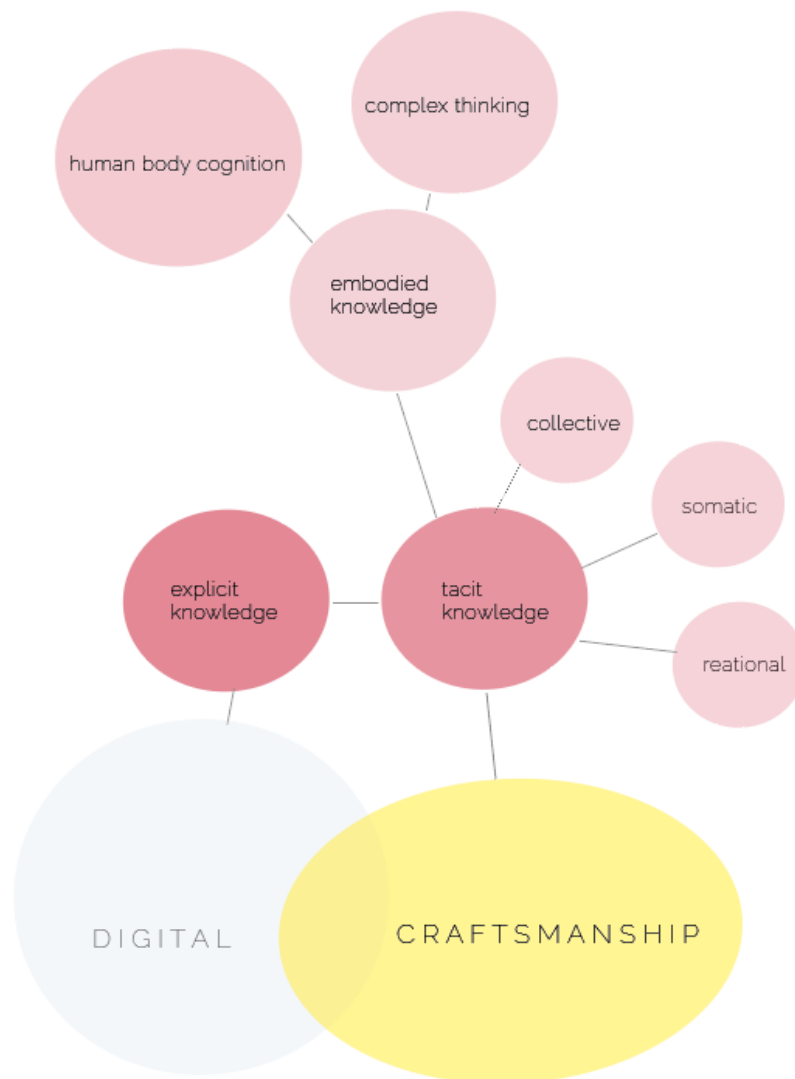 complex thinking
human body cognition
embodied
knowledge
collective
somatic
explicit
knowledge
tacit
knowledge
reational
DIGITAL
CRAFTSMANSHIP